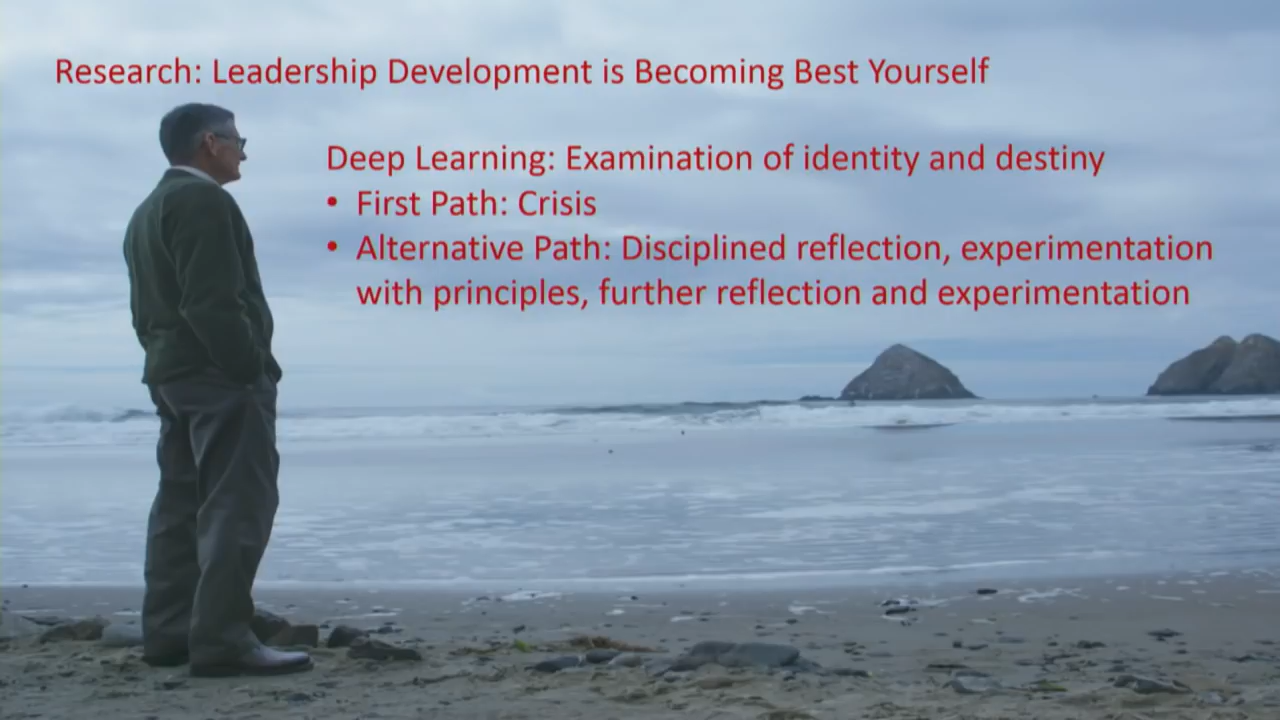 Research: Leadership Development is Becoming Best Yourself
Deep Learning: Examination of identity and destiny
• First Path: Crisis
• Alternative Path: Disciplined reflection, experimentation
with principles, further reflection and experimentation